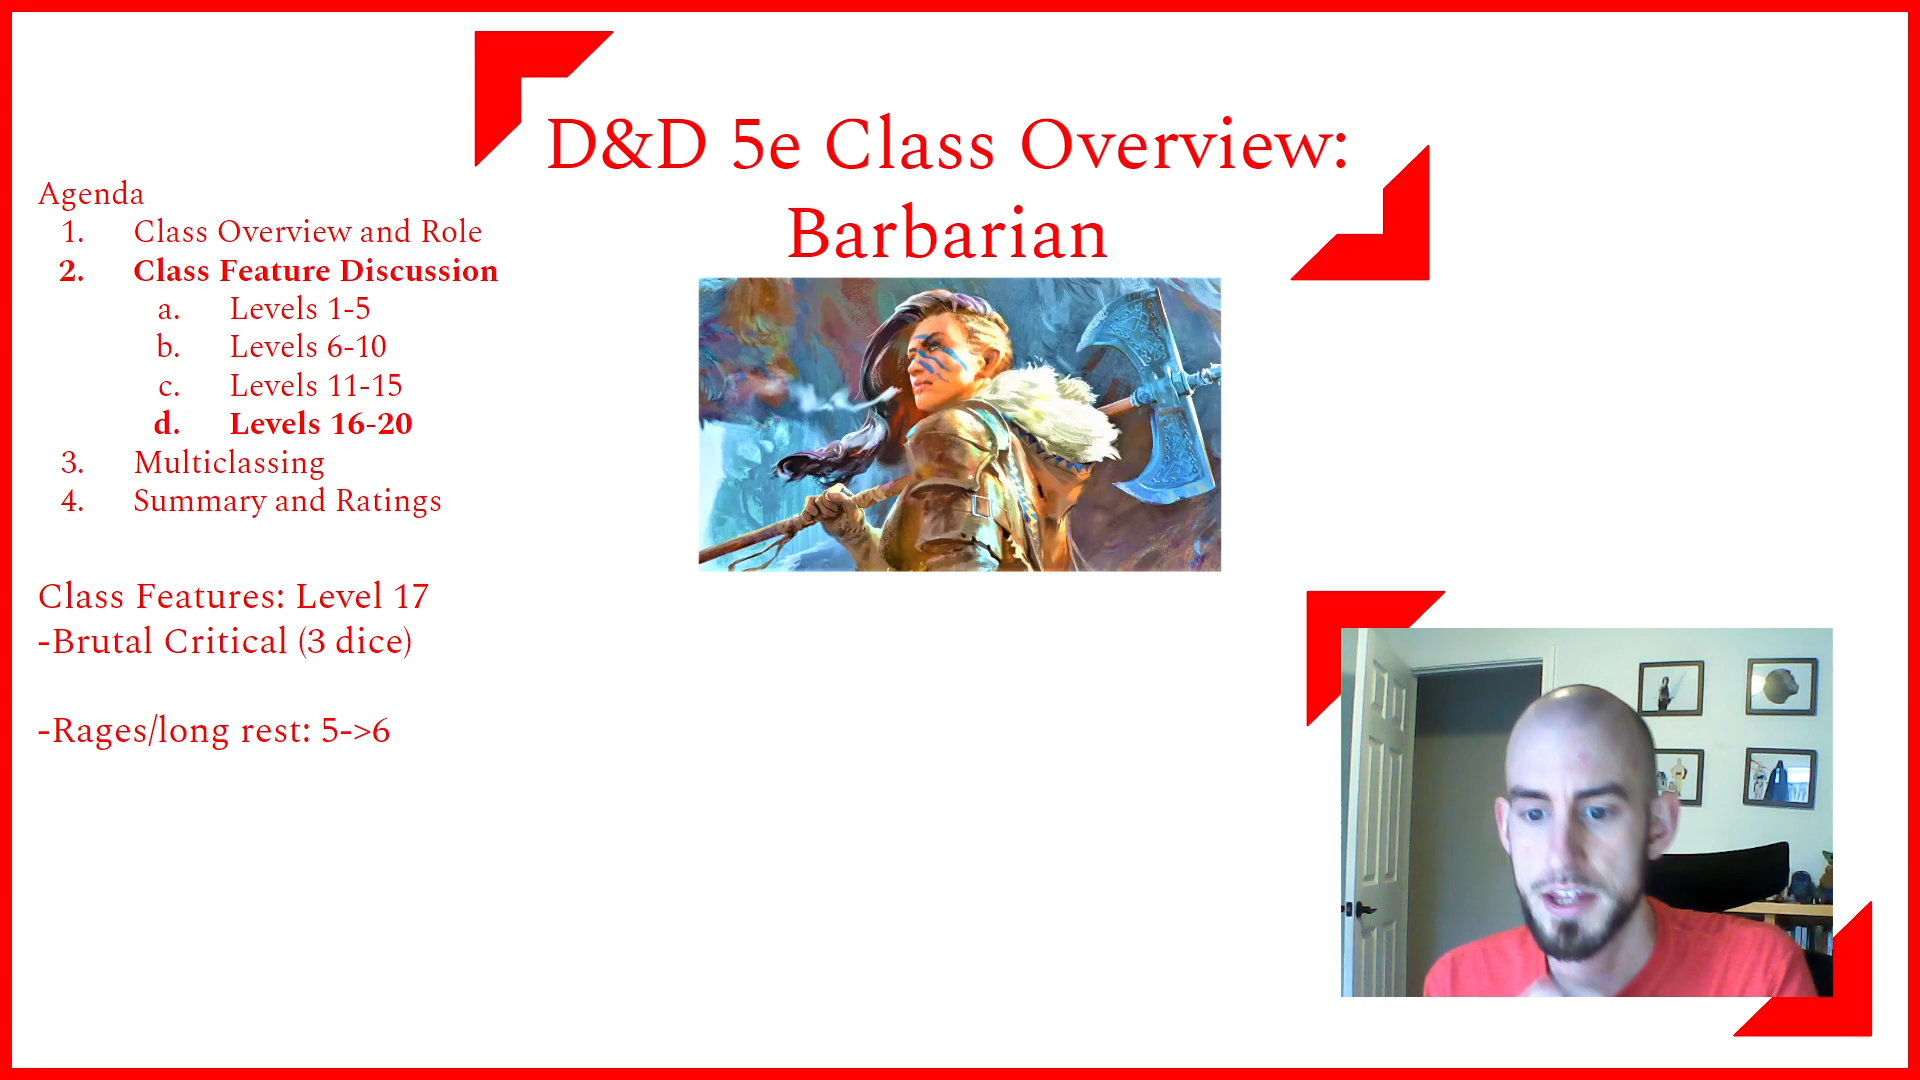 D&D 5e Class Overview:
Barbarian
Agenda
1. Class Overview and Role
2. Class Feature Discussion
a. Levels 1-5
b. Levels 6-10
c. Levels 11-15
d. Levels 16-20
3. Multiclassing
4. Summary and Ratings
Class Features: Level 17
-Brutal Critical (3 dice)
-Rages/long rest: 5->6